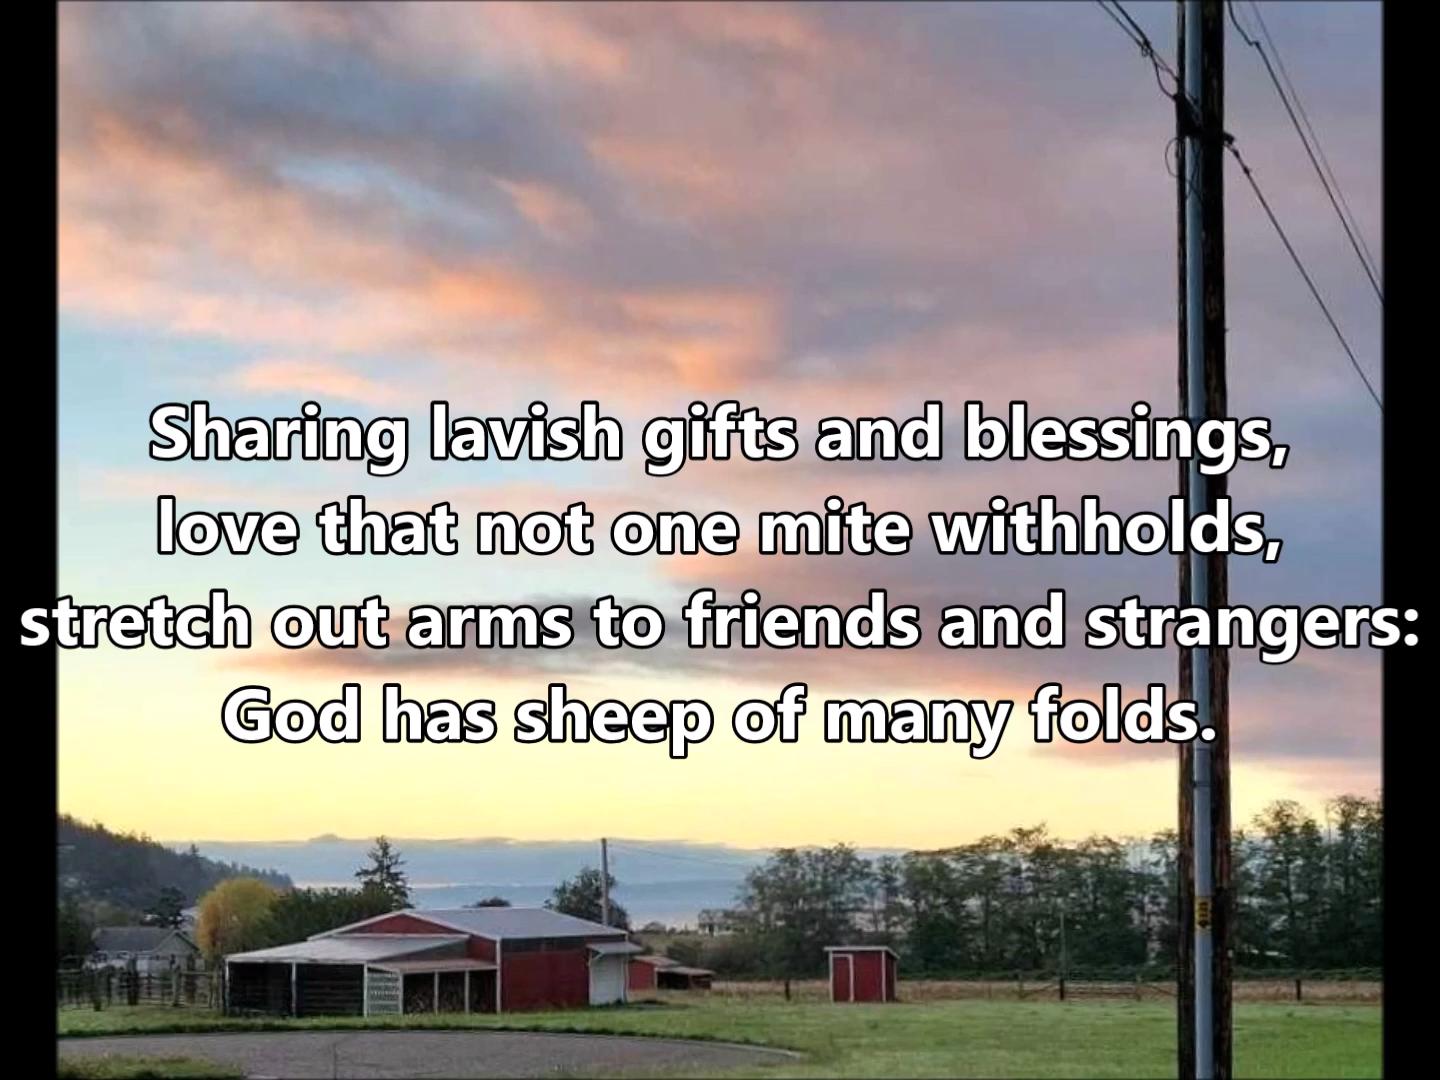 Sharing lavish gifts and blessings,
love that not one mite withholds,
stretch out arms to friends and strangers:
God has sheep of many folds.